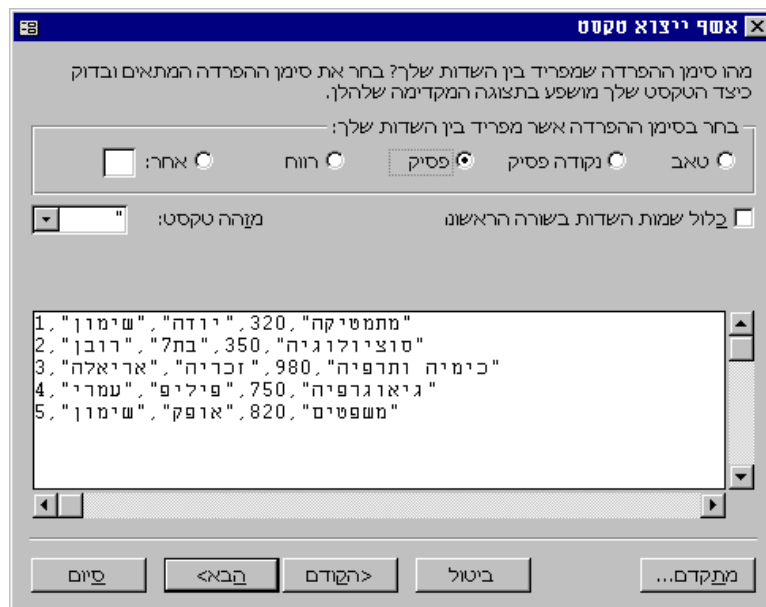 אשף ייצוא טקסט
מהו סימן ההפרדה שמפריד בין השדות שלך? בחר את סימן ההפרדה המתאים ובדוק
כיצד הטקסט שלך מושפע בתצוגה המקדימה שלהלן.
בחר בסימן ההפרדה אשר מפריד בין השדות שלך:
טאב נקודה פסיק פסיק רווח אחר:
כלול שמות השדות בשורה הראשונה מזהה טקסט: "
1,"שימון","יודה",320,"מתמטיקה"
2,"רובן","בת7",350,"סוציולוגיה"
3,"אריאלה","זכריה",980,"כימיה ותרפיה"
4,"עמרי","פיליפ",750,"גיאוגרפיה"
5,"שימון","אופק",820,"משפטים"
מתקדם... ביטול <הקודם הבא> סיום